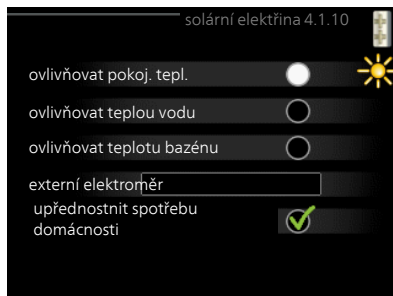 solární elektřina 4.1.10
ovlivňovat pokoj. tepl.
ovlivňovat teplou vodu
ovlivňovat teplotu bazénu
externí elektroměr
upřednostnit spotřebu
domácnosti